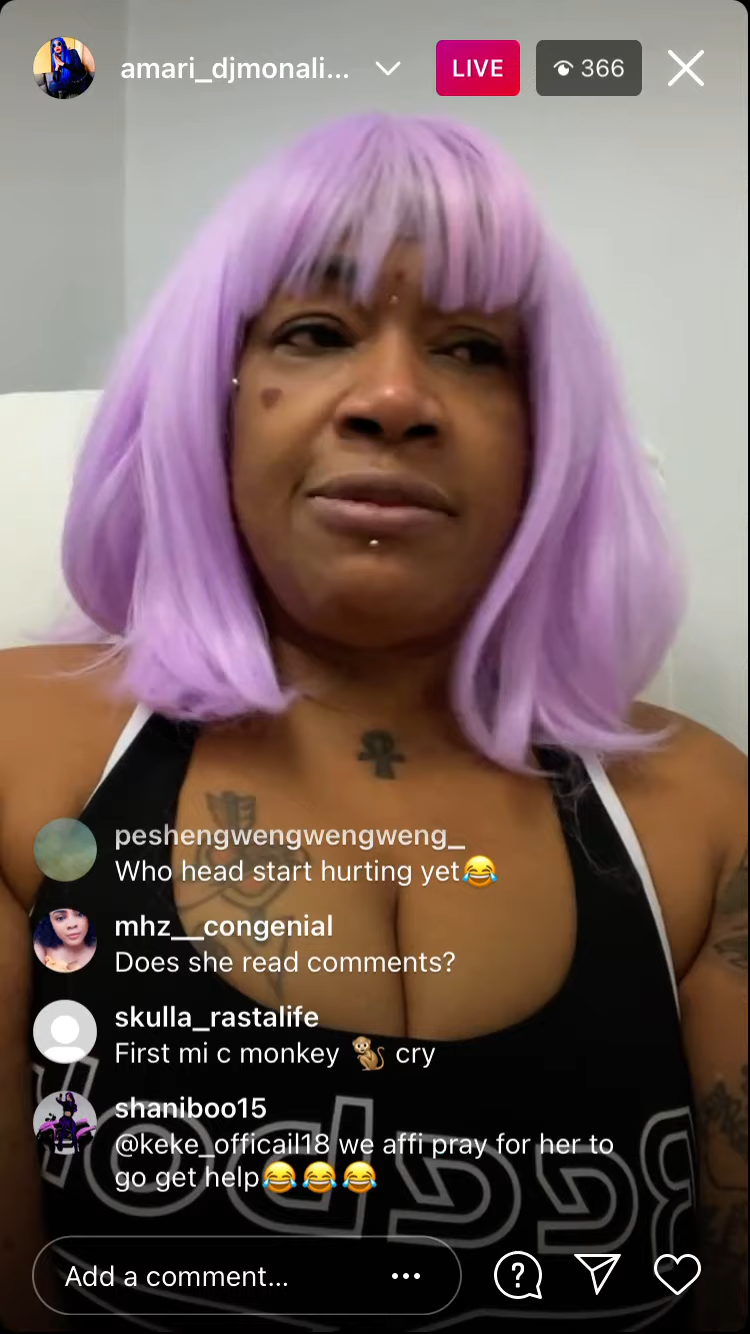 amari_djmonali...
LIVE
366
peshengwengwengweng_
Who head start hurting yet😂
mhz__congenial
Does she read comments?
skulla_rastalife
First mi c monkey 🐒 cry
shaniboo15
@keke_officail18 we affi pray for her to
go get help😂😂😂
Add a comment...